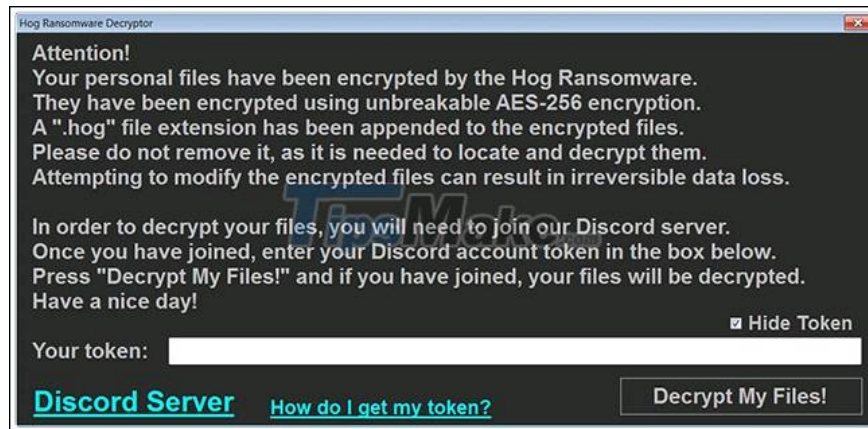 Hog Ransomware Decryptor
Attention!
Your personal files have been encrypted by the Hog Ransomware.
They have been encrypted using unbreakable AES-256 encryption.
A ".hog" file extension has been appended to the encrypted files.
Please do not remove it, as it is needed to locate and decrypt them.
Attempting to modify the encrypted files can result in irreversible data loss.
TipsMake.com
In order to decrypt your files, you will need to join our Discord server.
Once you have joined, enter your Discord account token in the box below.
Press "Decrypt My Files!" and if you have joined, your files will be decrypted.
Have a nice day!
Hide Token
Your token:
Discord Server
How do I get my token?
Decrypt My Files!